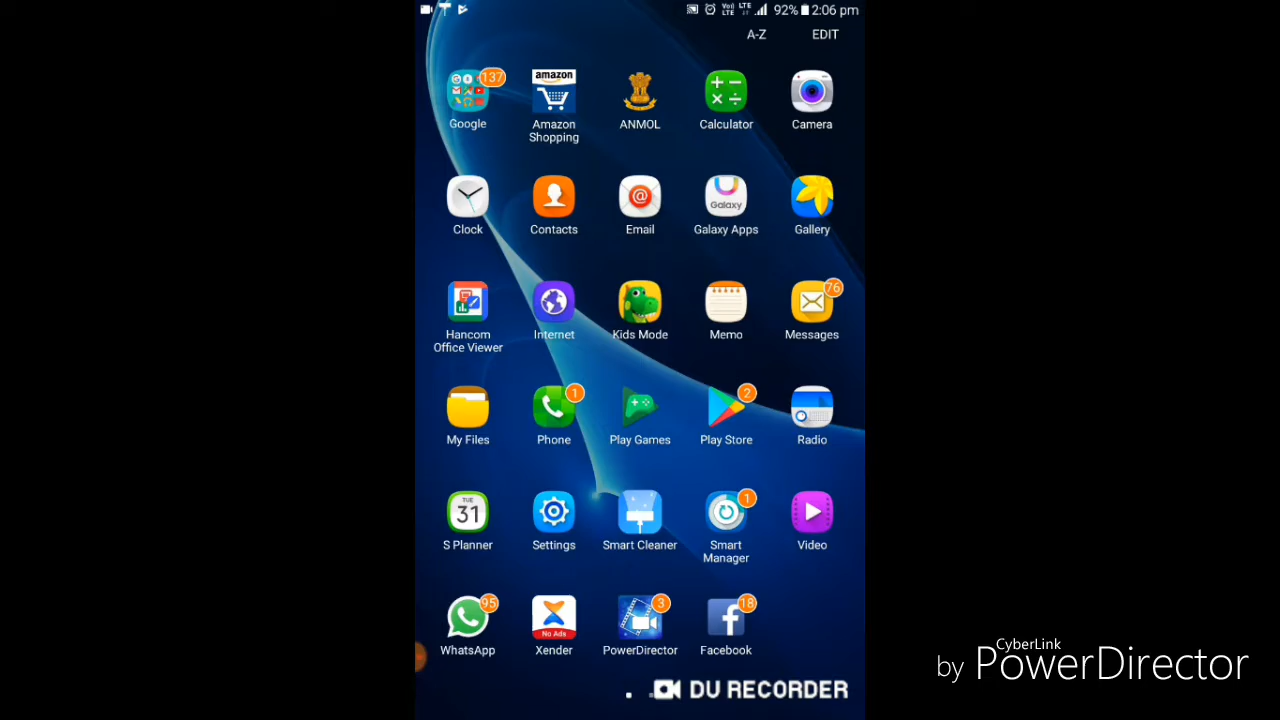 Vo)
LTE
LTE
92%
2:06 pm
A-Z
EDIT
137
amazon
Google
Amazon
Shopping
ANMOL
Calculator
Camera
Galaxy
Clock
Contacts
Email
Galaxy Apps
Gallery
76
Hancom
Office Viewer
Internet
Kids Mode
Memo
Messages
1
2
My Files
Phone
Play Games
Play Store
Radio
TUE
31
1
S Planner
Settings
Smart Cleaner
Smart
Manager
Video
95
No Ads
3
18
WhatsApp
Xender
PowerDirector
Facebook
DU RECORDER
CyberLink
by PowerDirector